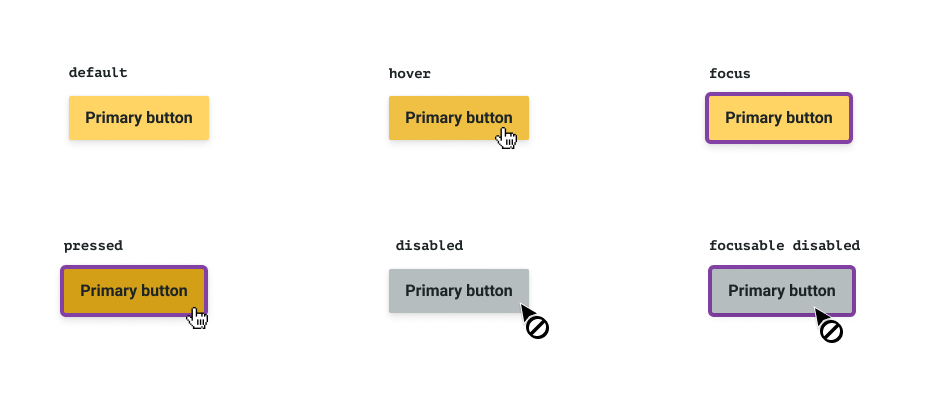 default
hover
focus
Primary button
Primary button
Primary button
pressed
disabled
focusable disabled
Primary button
Primary button
Primary button